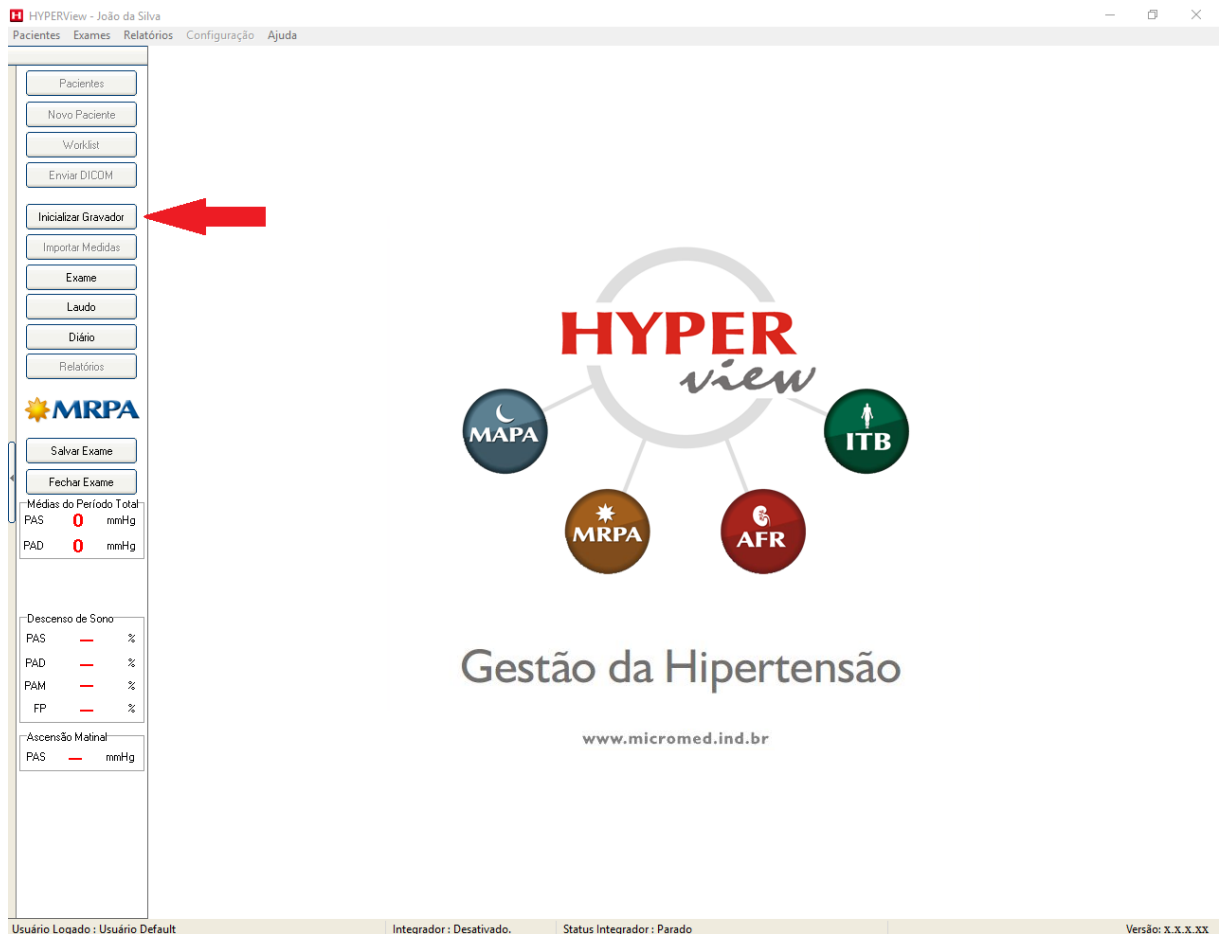 HYPERView - João da Silva
Pacientes Exames Relatórios Configuração Ajuda
Pacientes
Novo Paciente
Worklist
Enviar DICOM
Inicializar Gravador
Importar Medidas
Exame
Laudo
Diário
Relatórios
MRPA
Salvar Exame
Fechar Exame
Médias do Período Total
PAS 0 mmHg
PAD 0 mmHg
Descenso de Sono
PAS — %
PAD — %
PAM — %
FP — %
Ascensão Matinal
PAS — mmHg
HYPER
view
MAPA
ITB
MRPA
AFR
Gestão da Hipertensão
www.micromed.ind.br
Usuário Logado : Usuário Default Integrador : Desativado. Status Integrador : Parado Versão: x.x.x.xx